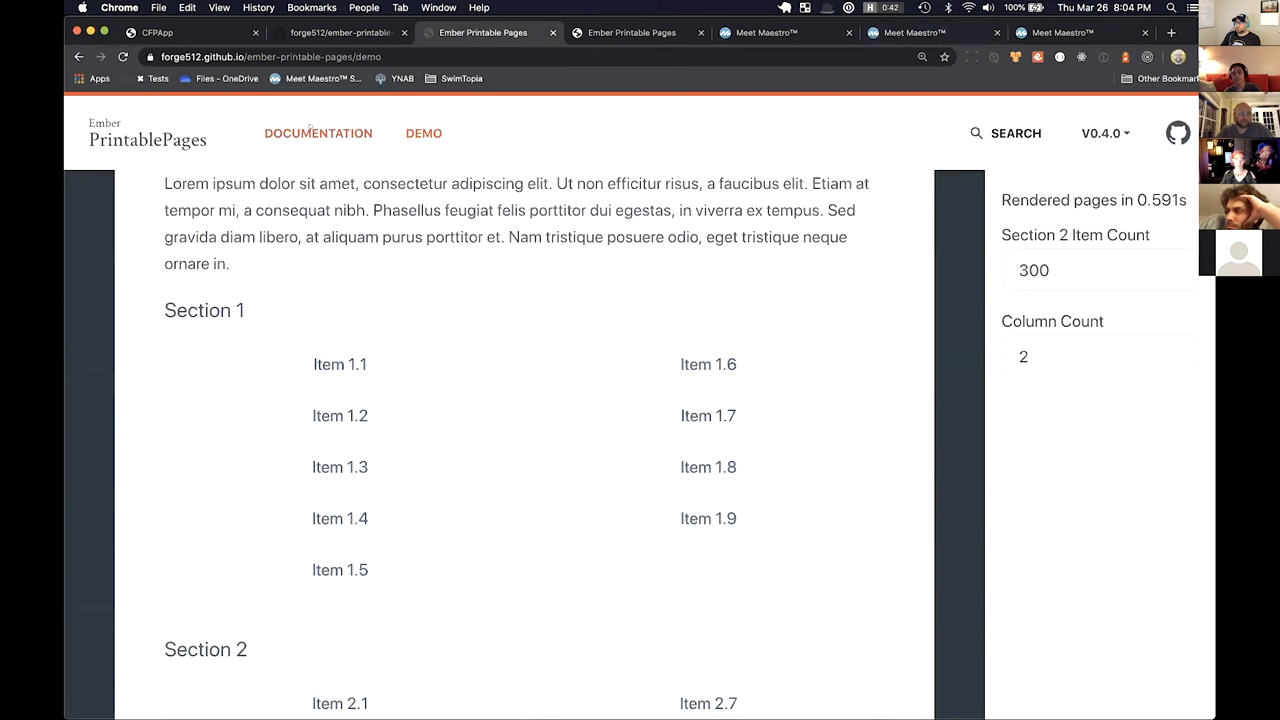 Chrome File Edit View History Bookmarks People Tab Window Help
H 0:42 100% Thu Mar 26 8:04 PM
CFPApp
forge512/ember-printable-
Ember Printable Pages
Ember Printable Pages
Meet Maestro™
Meet Maestro™
Meet Maestro™
forge512.github.io/ember-printable-pages/demo
Apps Tests Files - OneDrive Meet Maestro™ S... YNAB SwimTopia Other Bookmar
Ember
PrintablePages
DOCUMENTATION DEMO
SEARCH V0.4.0
Lorem ipsum dolor sit amet, consectetur adipiscing elit. Ut non efficitur risus, a faucibus elit. Etiam at
tempor mi, a consequat nibh. Phasellus feugiat felis porttitor dui egestas, in viverra ex tempus. Sed
gravida diam libero, at aliquam purus porttitor et. Nam tristique posuere odio, eget tristique neque
ornare in.
Section 1
Item 1.1 Item 1.6
Item 1.2 Item 1.7
Item 1.3 Item 1.8
Item 1.4 Item 1.9
Item 1.5
Section 2
Item 2.1 Item 2.7
Rendered pages in 0.591s
Section 2 Item Count
300
Column Count
2